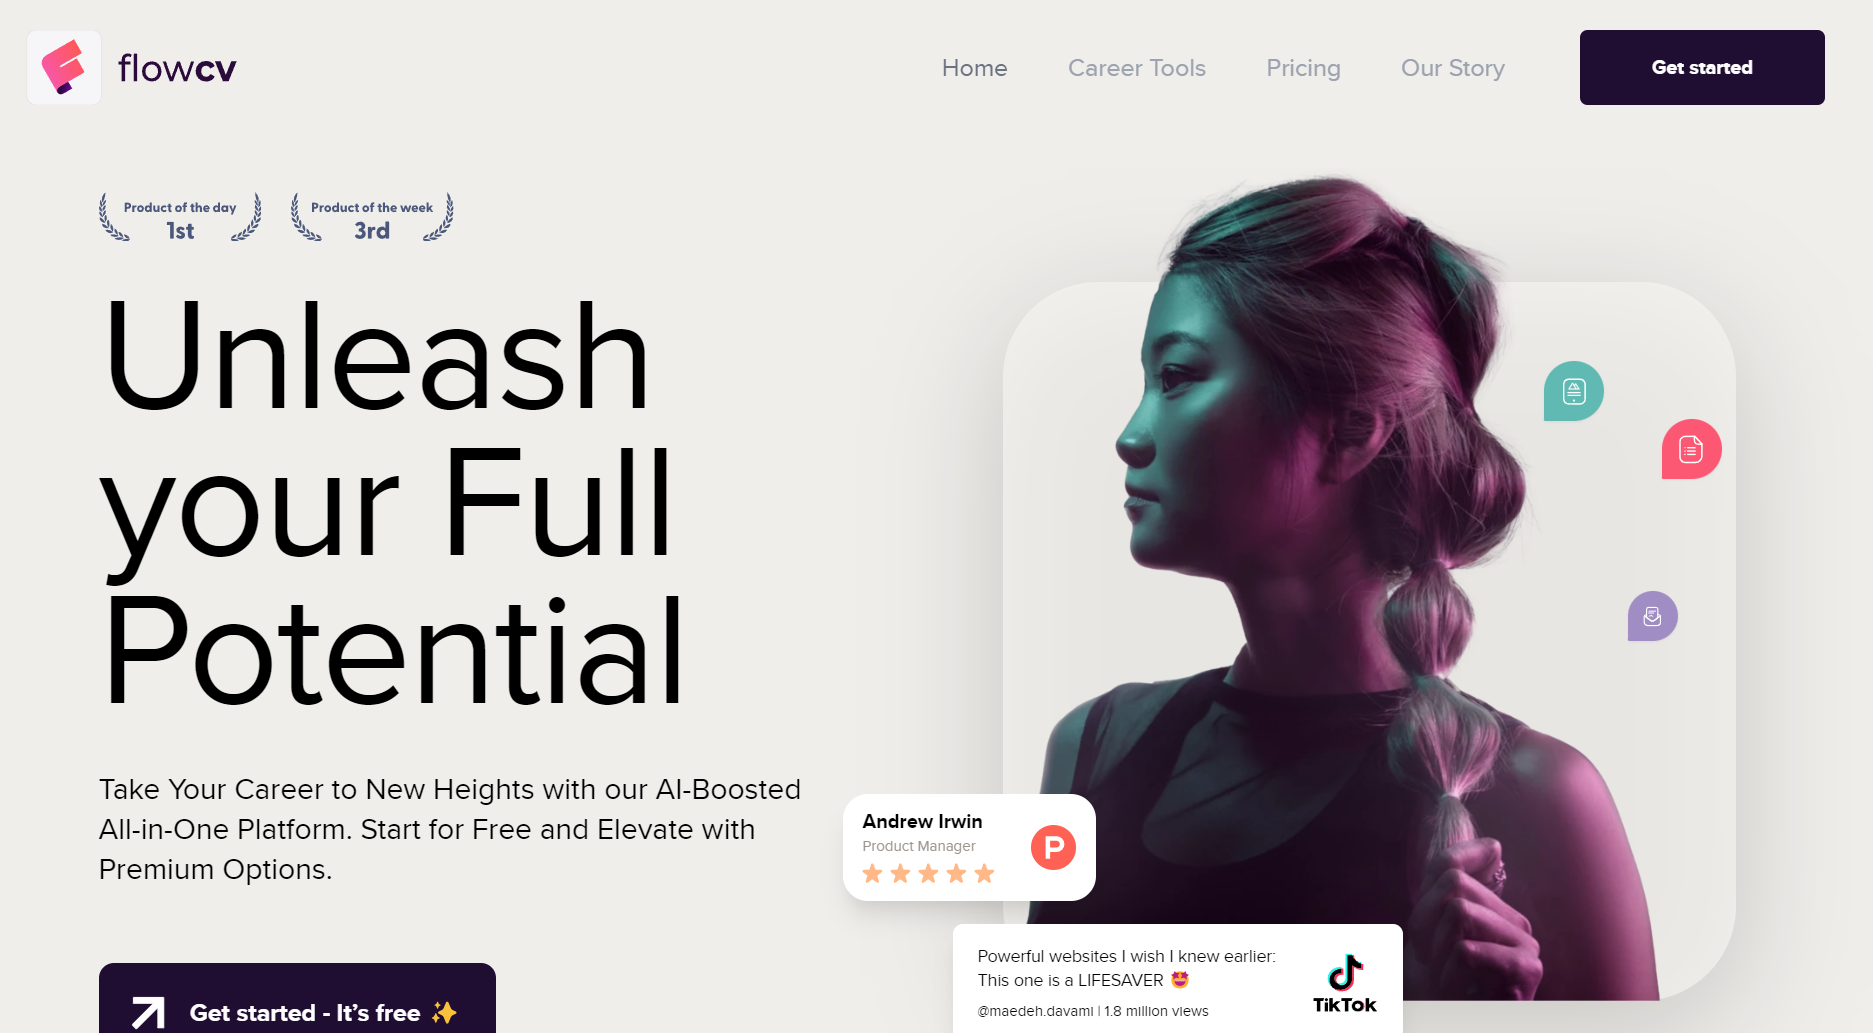 flowcv
Home
Career Tools
Pricing
Our Story
Get started
Product of the day
1st
Product of the week
3rd
Unleash
your Full
Potential
Take Your Career to New Heights with our AI-Boosted
All-in-One Platform. Start for Free and Elevate with
Premium Options.
Get started - It’s free ✨
Andrew Irwin
Product Manager
P
Powerful websites I wish I knew earlier:
This one is a LIFESAVER 🤩
@maedeh.davami | 1.8 million views
TikTok